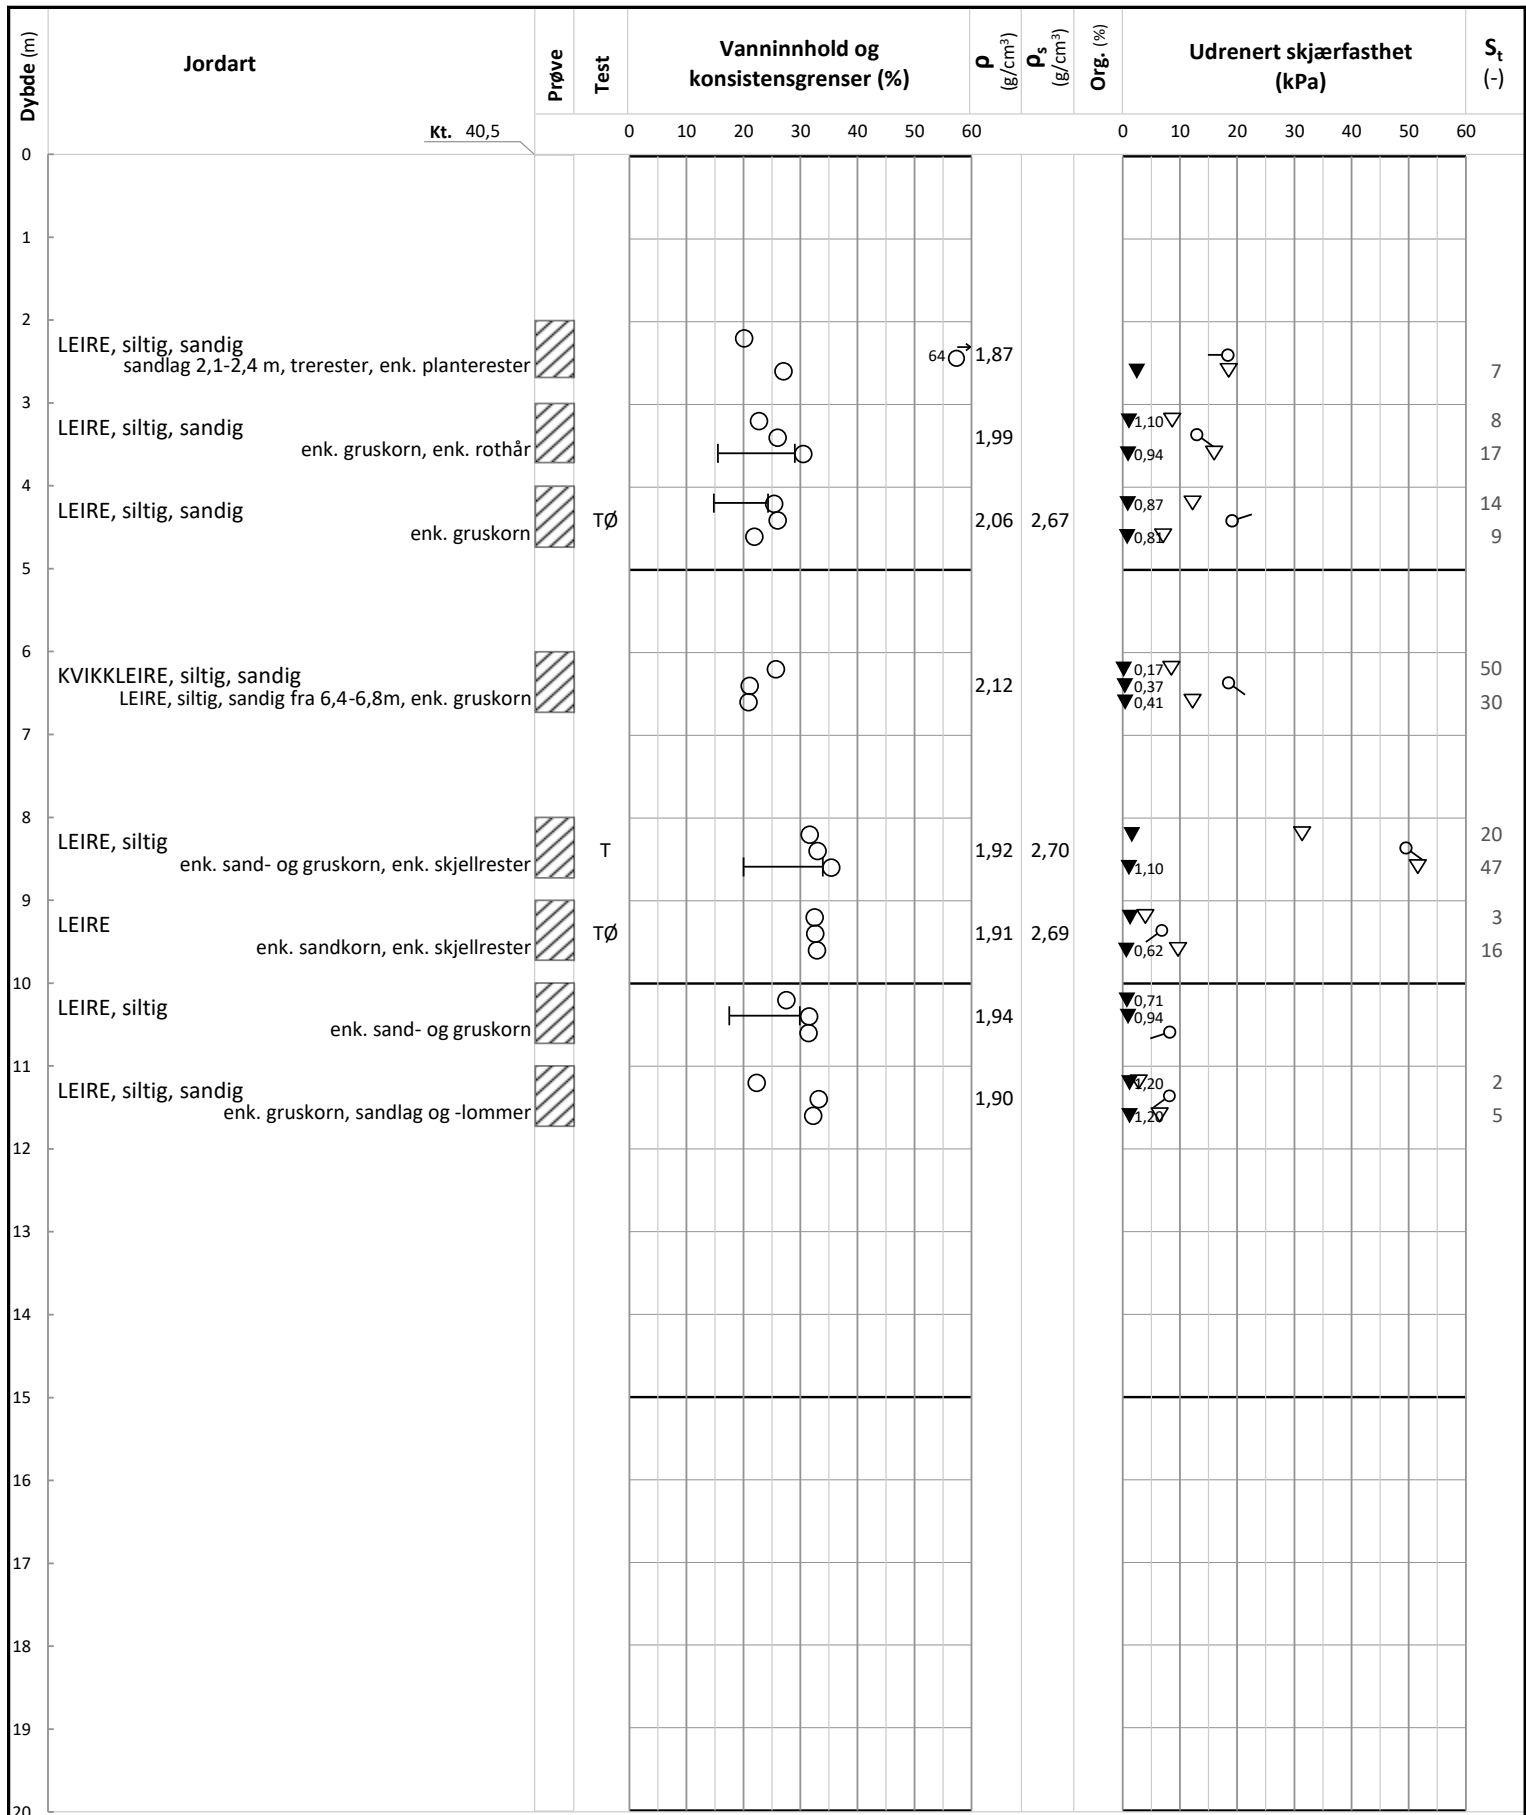 Dybde (m)
Jordart
Prøve
Test
Vanninnhold og
konsistensgrenser (%)
ρ
(g/cm³)
ρs
(g/cm³)
Org. (%)
Udrenert skjærfasthet
(kPa)
St
(-)
Kt. 40,5
0 10 20 30 40 50 60
0 10 20 30 40 50 60
0
1
2
LEIRE, siltig, sandig
64 1,87
sandlag 2,1-2,4 m, trerester, enk. planterester
7
3
1,10 8
LEIRE, siltig, sandig
1,99
enk. gruskorn, enk. rothår
0,94 17
4
0,87 14
LEIRE, siltig, sandig
TØ 2,06 2,67
enk. gruskorn
0,81 9
5
6
0,17 50
KVIKKLEIRE, siltig, sandig
2,12
0,37
LEIRE, siltig, sandig fra 6,4-6,8m, enk. gruskorn
0,41 30
7
8
20
LEIRE, siltig
T 1,92 2,70
enk. sand- og gruskorn, enk. skjellrester
1,10 47
9
3
LEIRE
TØ 1,91 2,69
enk. sandkorn, enk. skjellrester
0,62 16
10
0,71
LEIRE, siltig
1,94
0,94
enk. sand- og gruskorn
11
1,20 2
LEIRE, siltig, sandig
1,90
enk. gruskorn, sandlag og -lommer
1,20 5
12
13
14
15
16
17
18
19
20